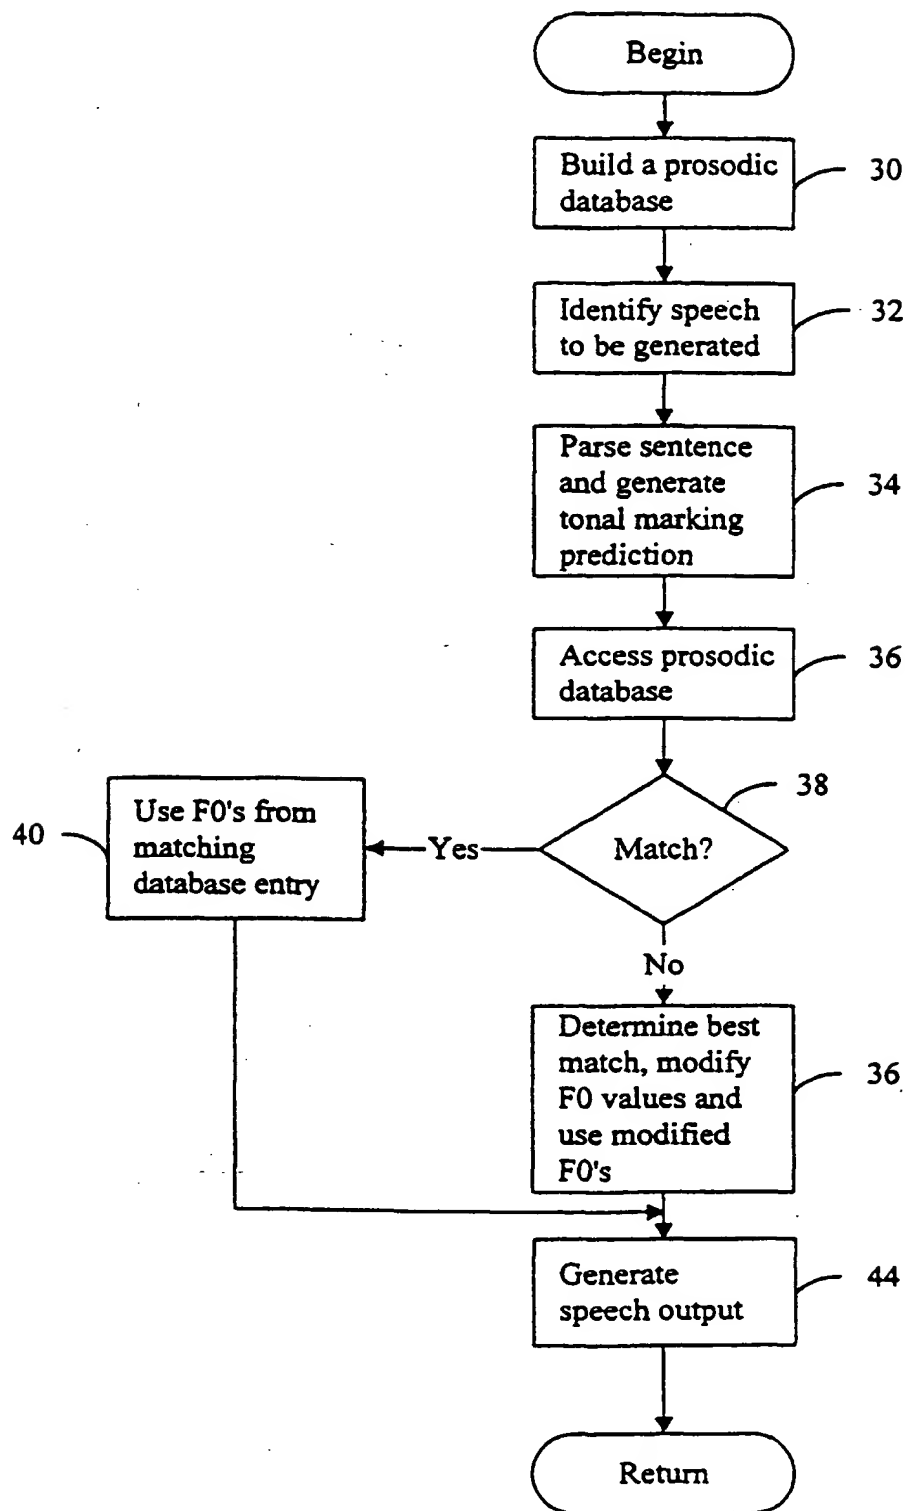 Begin
Build a prosodic
database
30
Identify speech
to be generated
32
Parse sentence
and generate
tonal marking
prediction
34
Access prosodic
database
36
Match?
38
Yes
Use F0's from
matching
database entry
40
No
Determine best
match, modify
F0 values and
use modified
F0's
36
Generate
speech output
44
Return